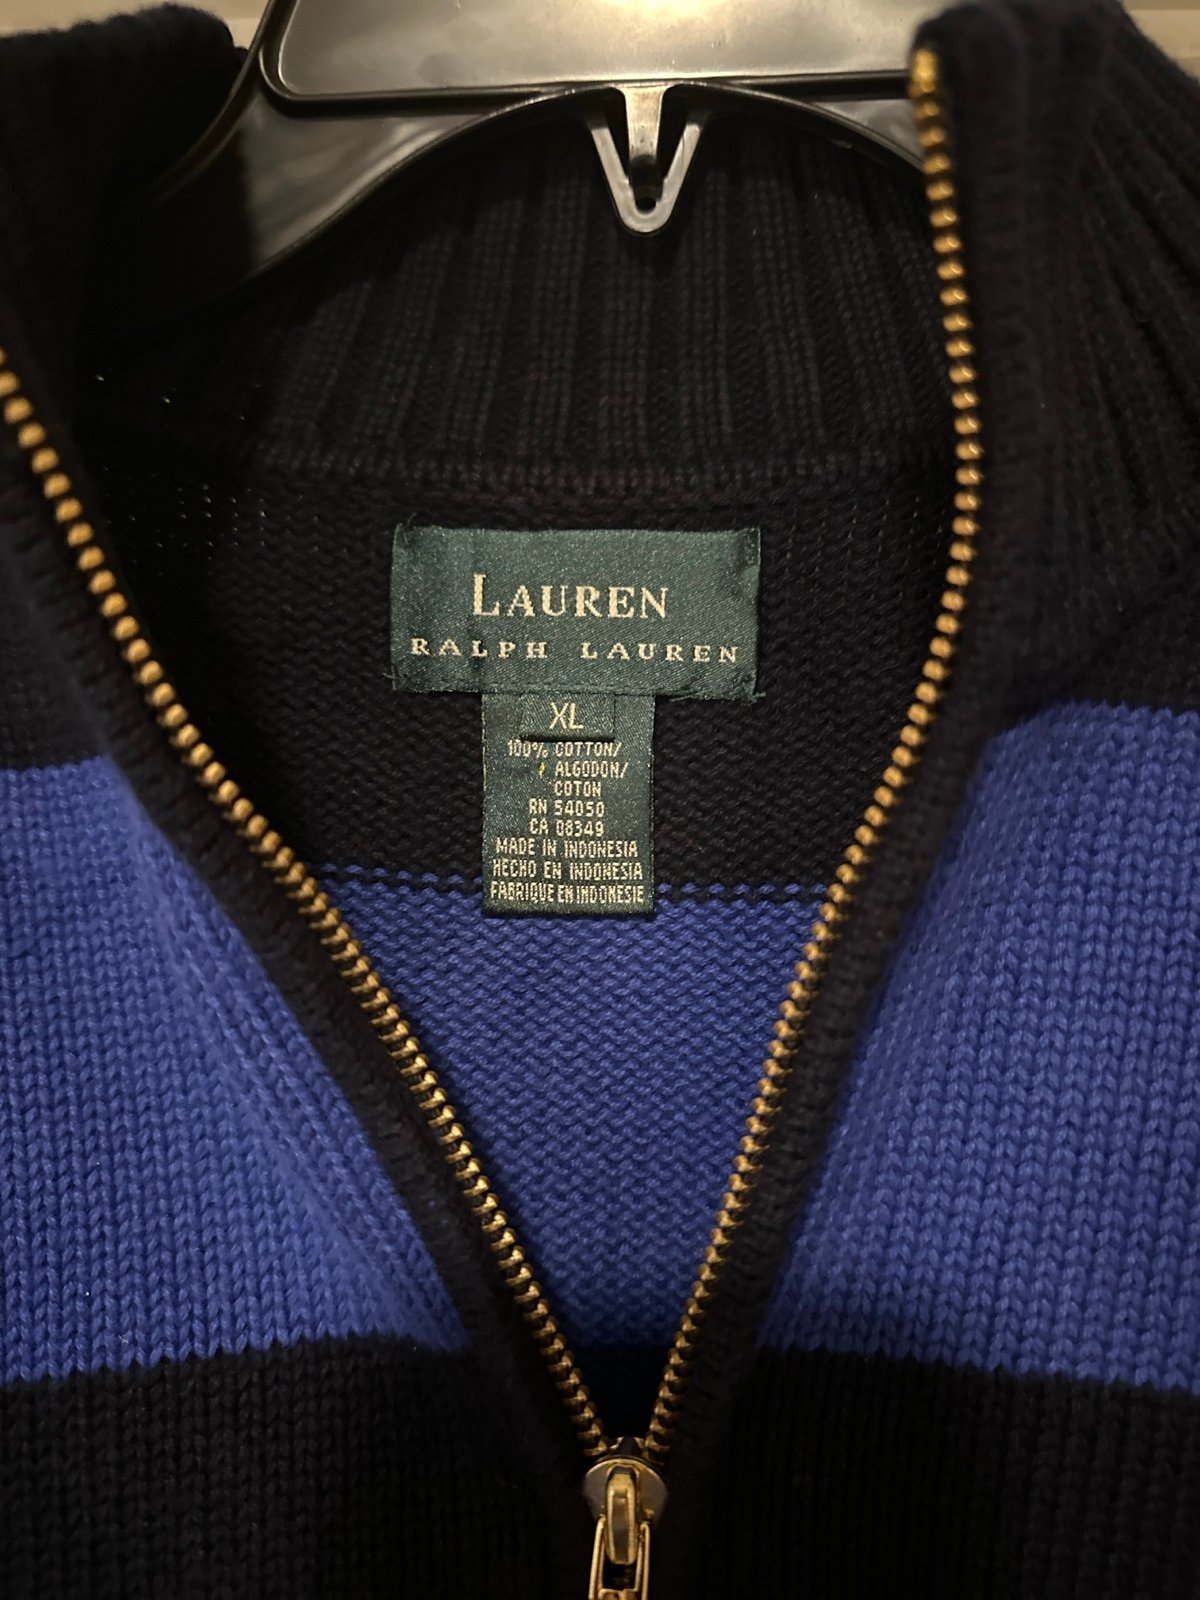 LAUREN
RALPH LAUREN
XL
100% COTTON/
ALGODON/
COTON
RN 54050
CA 08349
MADE IN INDONESIA
HECHO EN INDONESIA
FABRIQUE EN INDONESIE